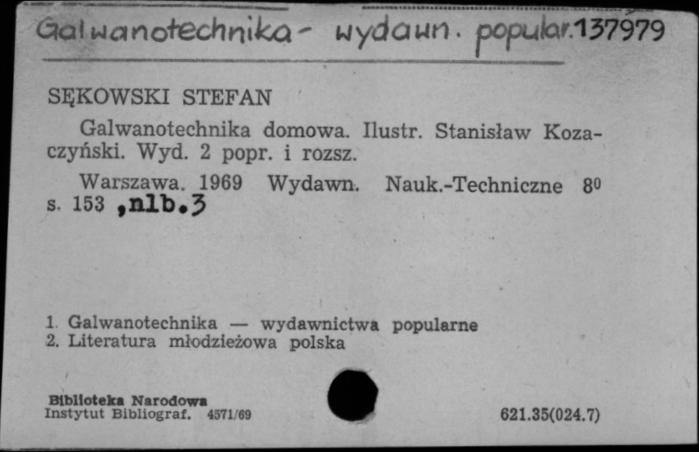 Galwanotechnika - wydawn. popular. 137979
SĘKOWSKI STEFAN
Galwanotechnika domowa. Ilustr. Stanisław Koza-
czyński. Wyd. 2 popr. i rozsz.
Warszawa. 1969 Wydawn. Nauk.-Techniczne 8⁰
s. 153 ,nlb.3
1. Galwanotechnika — wydawnictwa popularne
2. Literatura młodzieżowa polska
Biblioteka Narodowa
Instytut Bibliograf. 4571/69
621.35(024.7)